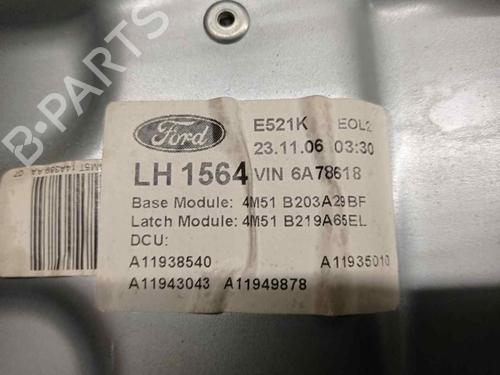 B-PARTS
Ford
E521K EOL2
23.11.06 03:30
LH 1564 VIN 6A78618
Base Module: 4M51 B203A29BF
Latch Module: 4M51 B219A65EL
DCU:
A11938540 A11935010
A11943043 A11949878